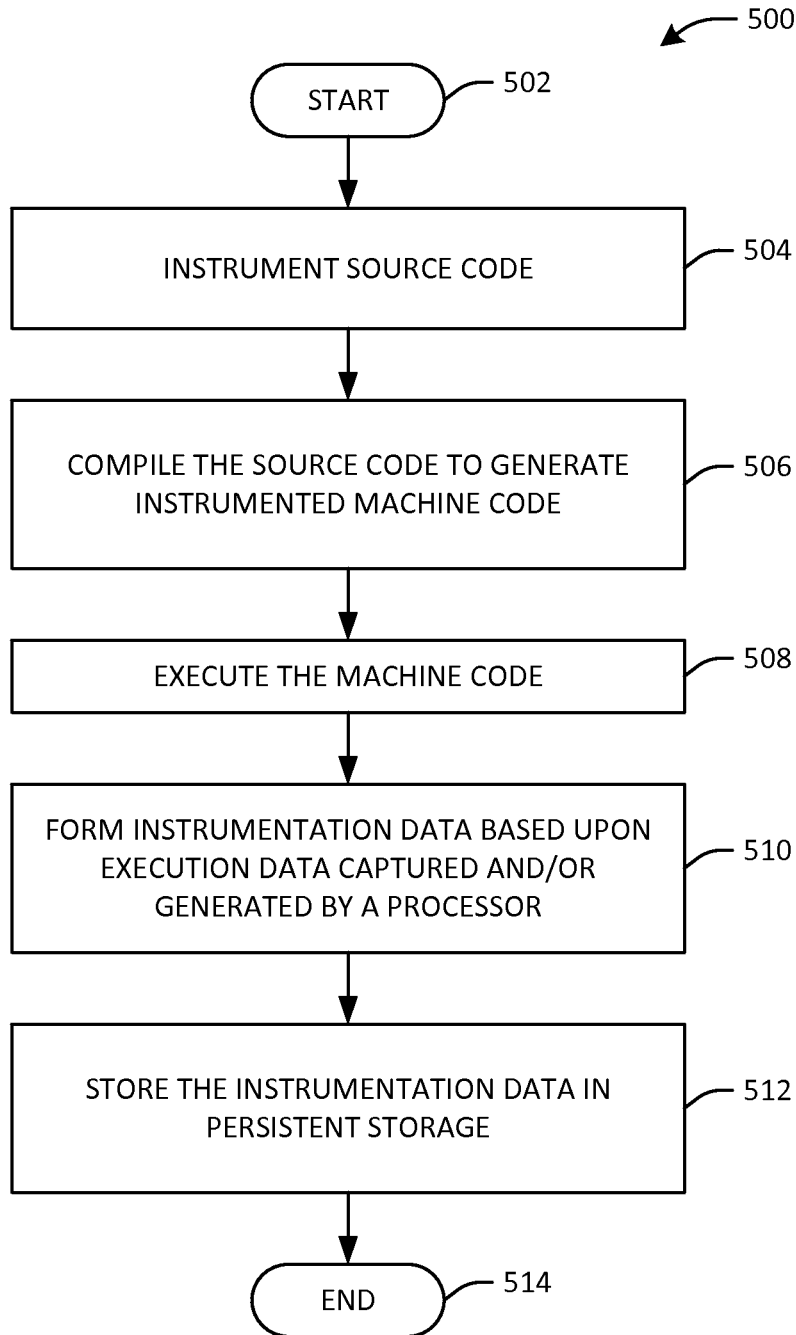 500
START
502
INSTRUMENT SOURCE CODE
504
COMPILE THE SOURCE CODE TO GENERATE
INSTRUMENTED MACHINE CODE
506
EXECUTE THE MACHINE CODE
508
FORM INSTRUMENTATION DATA BASED UPON
EXECUTION DATA CAPTURED AND/OR
GENERATED BY A PROCESSOR
510
STORE THE INSTRUMENTATION DATA IN
PERSISTENT STORAGE
512
END
514